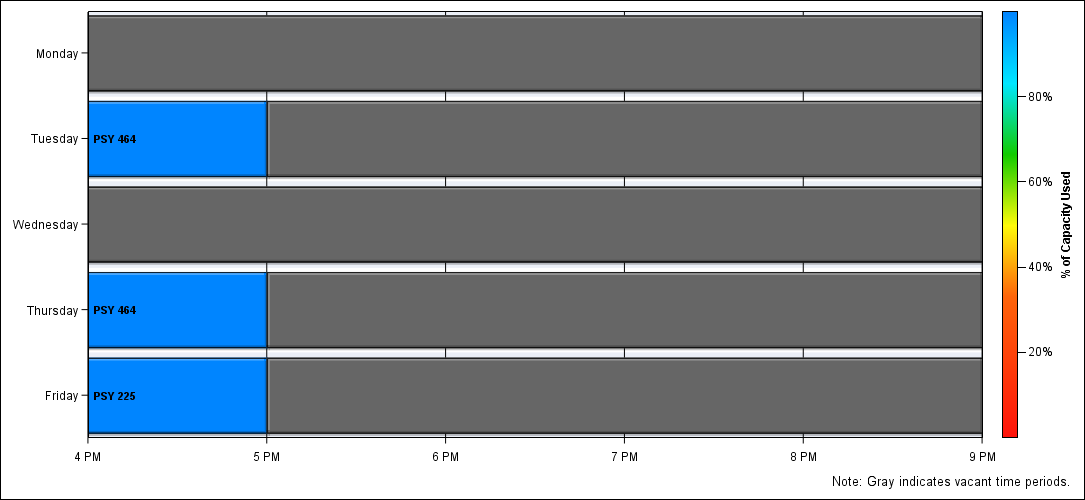 Monday
Tuesday
PSY 464
Wednesday
Thursday
PSY 464
Friday
PSY 225
4 PM
5 PM
6 PM
7 PM
8 PM
9 PM
80%
60%
40%
20%
% of Capacity Used
Note: Gray indicates vacant time periods.